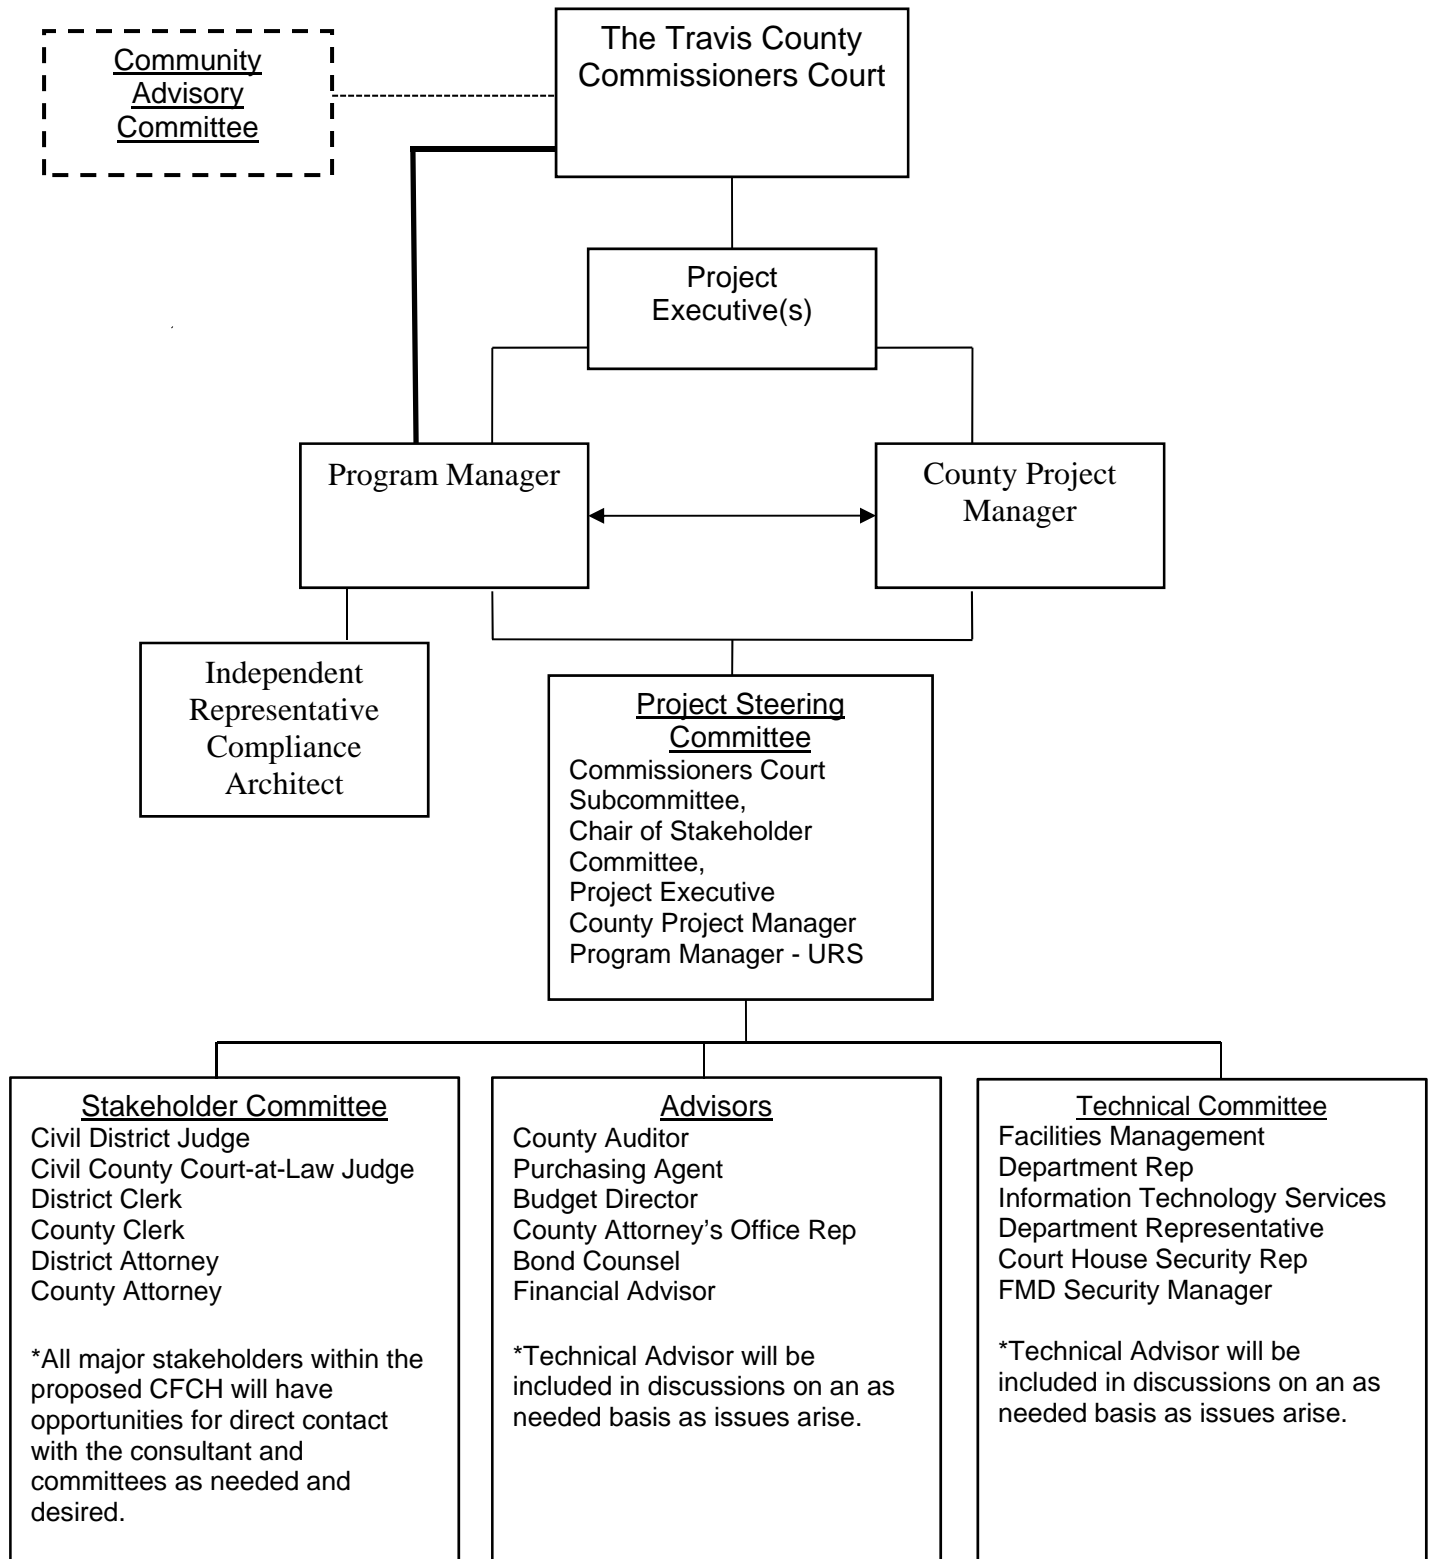 Community
Advisory
Committee
The Travis County
Commissioners Court
Project
Executive(s)
Program Manager
County Project
Manager
Independent
Representative
Compliance
Architect
Project Steering
Committee
Commissioners Court
Subcommittee,
Chair of Stakeholder
Committee,
Project Executive
County Project Manager
Program Manager - URS
Stakeholder Committee
Civil District Judge
Civil County Court-at-Law Judge
District Clerk
County Clerk
District Attorney
County Attorney
*All major stakeholders within the
proposed CFCH will have
opportunities for direct contact
with the consultant and
committees as needed and
desired.
Advisors
County Auditor
Purchasing Agent
Budget Director
County Attorney’s Office Rep
Bond Counsel
Financial Advisor
*Technical Advisor will be
included in discussions on an as
needed basis as issues arise.
Technical Committee
Facilities Management
Department Rep
Information Technology Services
Department Representative
Court House Security Rep
FMD Security Manager
*Technical Advisor will be
included in discussions on an as
needed basis as issues arise.